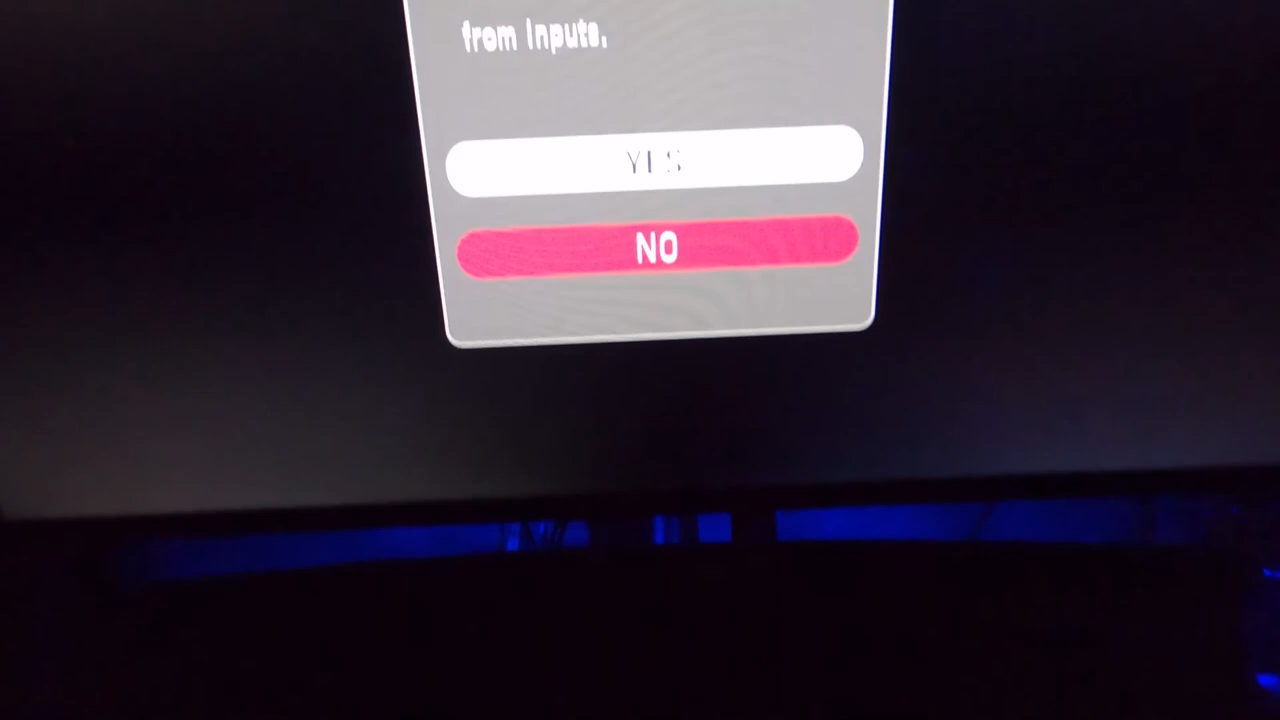 from Inputs.
YES
NO